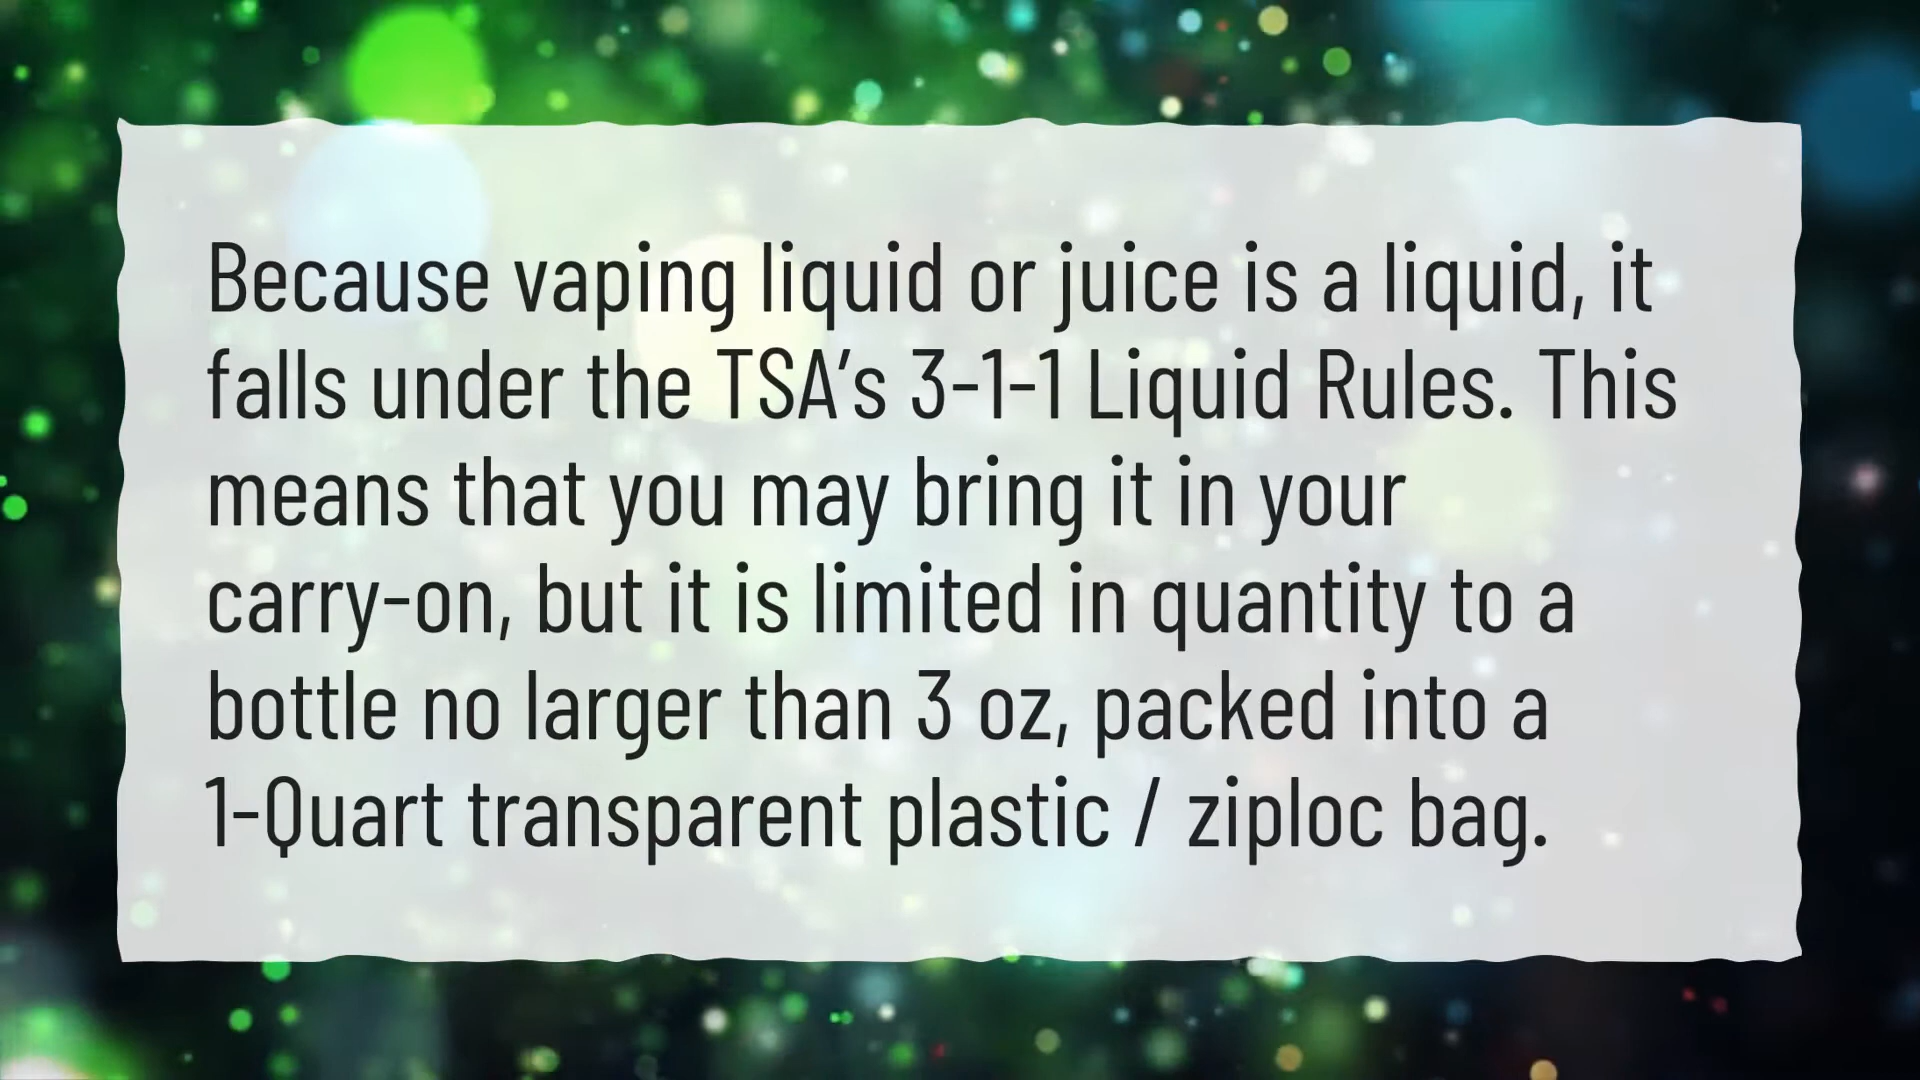 Because vaping liquid or juice is a liquid, it
falls under the TSA’s 3-1-1 Liquid Rules. This
means that you may bring it in your
carry-on, but it is limited in quantity to a
bottle no larger than 3 oz, packed into a
1-Quart transparent plastic / ziploc bag.